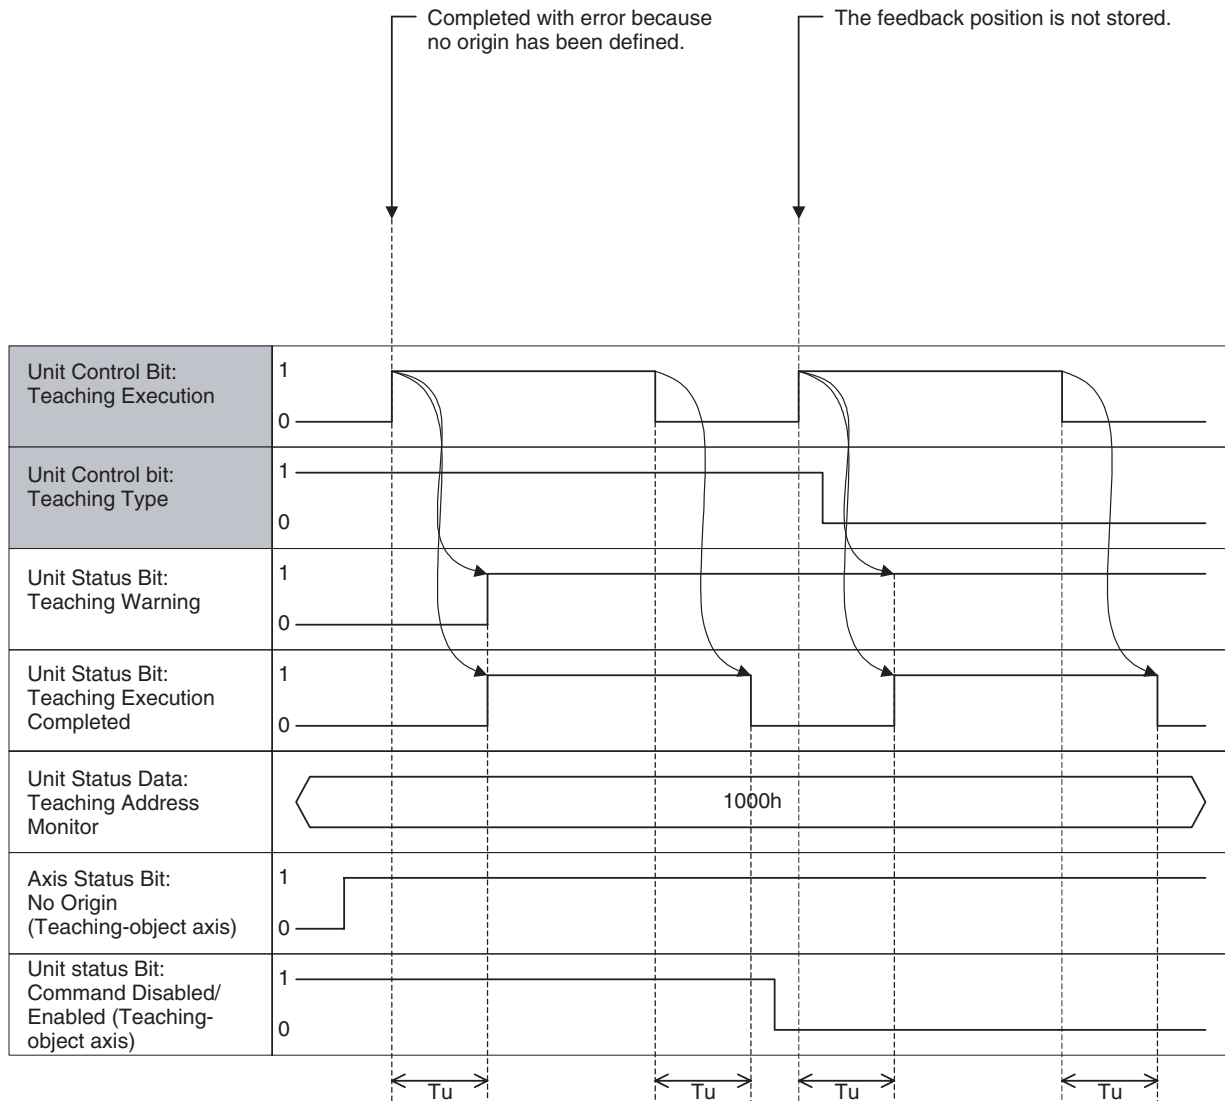 Completed with error because
no origin has been defined.
The feedback position is not stored.
Unit Control Bit:
Teaching Execution
1
0
Unit Control bit:
Teaching Type
1
0
Unit Status Bit:
Teaching Warning
1
0
Unit Status Bit:
Teaching Execution
Completed
1
0
Unit Status Data:
Teaching Address
Monitor
1000h
Axis Status Bit:
No Origin
(Teaching-object axis)
1
0
Unit status Bit:
Command Disabled/
Enabled (Teaching-
object axis)
1
0
Tu
Tu
Tu
Tu